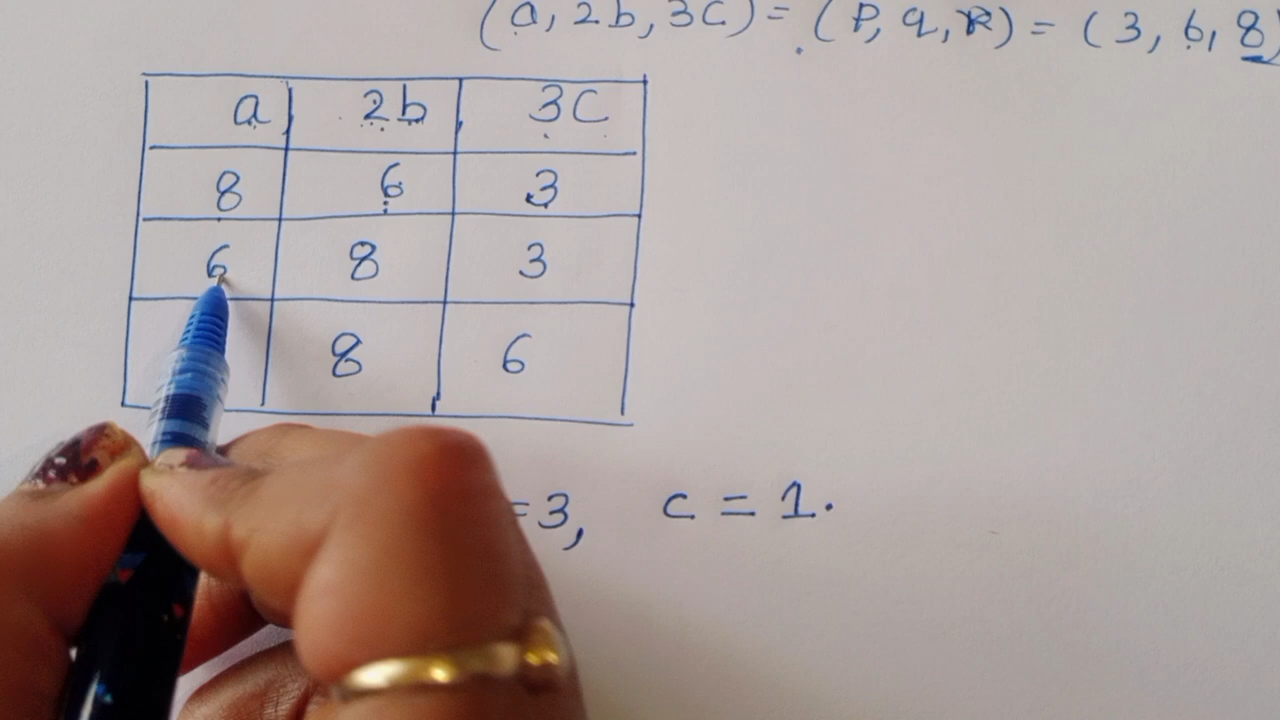 (a, 2b, 3C) = (P, q, R) = (3, 6, 8)
a, 2b, 3C
8 6 3
6 8 3
8 6
=3, c = 1.